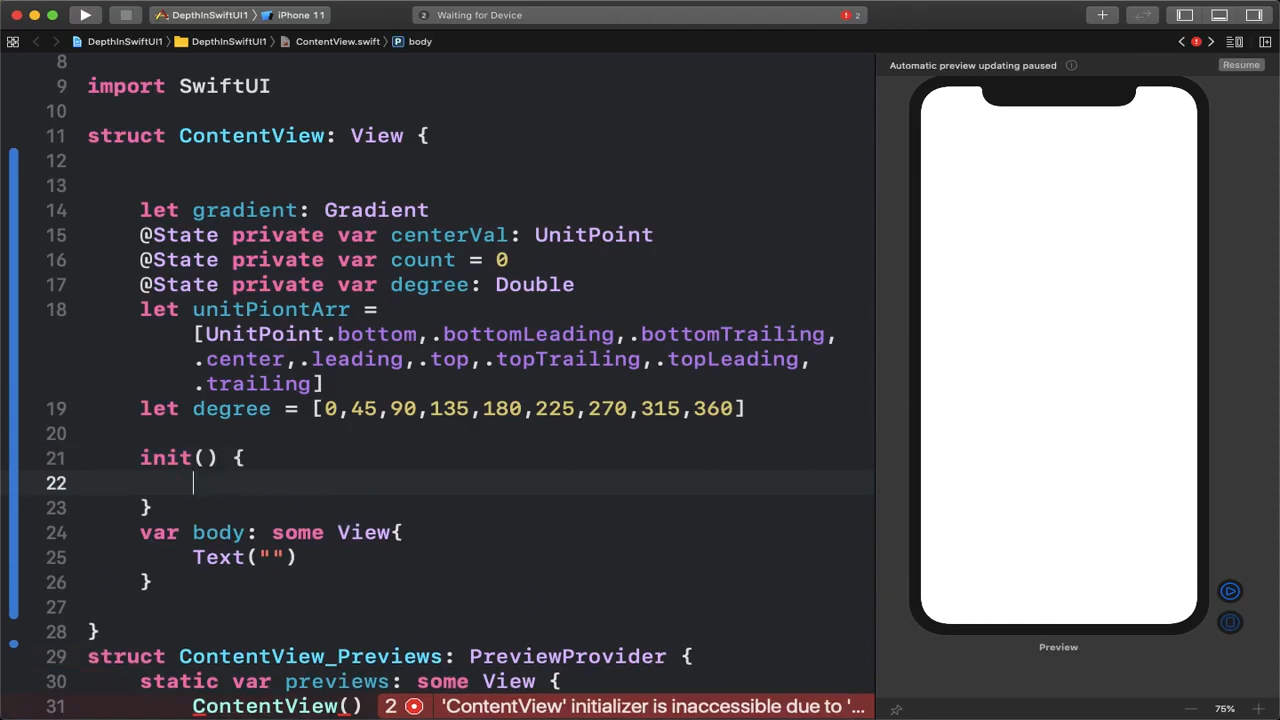 DepthInSwiftUI1 〉 iPhone 11
2 Waiting for Device
2
DepthInSwiftUI1 〉 DepthInSwiftUI1 〉 ContentView.swift 〉 P body
Automatic preview updating paused
Resume
8
9 import SwiftUI
10
11 struct ContentView: View {
12
13
14 let gradient: Gradient
15 @State private var centerVal: UnitPoint
16 @State private var count = 0
17 @State private var degree: Double
18 let unitPiontArr =
[UnitPoint.bottom,.bottomLeading,.bottomTrailing,
.center,.leading,.top,.topTrailing,.topLeading,
.trailing]
19 let degree = [0,45,90,135,180,225,270,315,360]
20
21 init() {
22
23 }
24 var body: some View{
25 Text("")
26 }
27
28 }
29 struct ContentView_Previews: PreviewProvider {
30 static var previews: some View {
31 ContentView() 2 'ContentView' initializer is inaccessible due to '...
Preview
75%